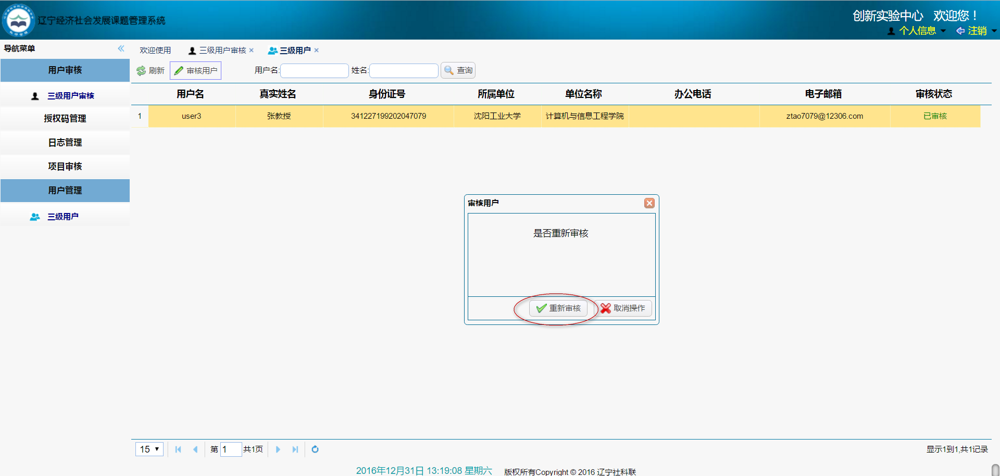 辽宁经济社会发展课题管理系统
创新实验中心 欢迎您！
个人信息 注销
导航菜单
用户审核
三级用户审核
授权码管理
日志管理
项目审核
用户管理
三级用户
欢迎使用 三级用户审核 三级用户
刷新 审核用户 用户名: 姓名: 查询
用户名 真实姓名 身份证号 所属单位 单位名称 办公电话 电子邮箱 审核状态
1 user3 张教授 341227199202047079 沈阳工业大学 计算机与信息工程学院 ztao7079@12306.com 已审核
审核用户
是否重新审核
重新审核 取消操作
15 第 1 共1页 显示1到1,共1记录
2016年12月31日 13:19:08 星期六 版权所有Copyright © 2016 辽宁社科联